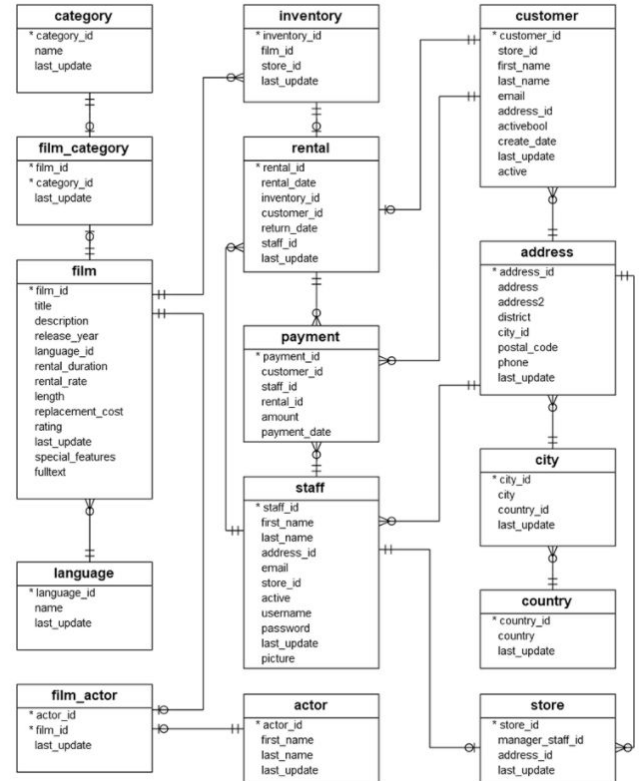 category
* category_id
name
last_update
film_category
* film_id
* category_id
last_update
film
* film_id
title
description
release_year
language_id
rental_duration
rental_rate
length
replacement_cost
rating
last_update
special_features
fulltext
language
* language_id
name
last_update
film_actor
* actor_id
* film_id
last_update
inventory
* inventory_id
film_id
store_id
last_update
rental
* rental_id
rental_date
inventory_id
customer_id
return_date
staff_id
last_update
payment
* payment_id
customer_id
staff_id
rental_id
amount
payment_date
staff
* staff_id
first_name
last_name
address_id
email
store_id
active
username
password
last_update
picture
actor
* actor_id
first_name
last_name
last_update
customer
* customer_id
store_id
first_name
last_name
email
address_id
activebool
create_date
last_update
active
address
* address_id
address
address2
district
city_id
postal_code
phone
last_update
city
* city_id
city
country_id
last_update
country
* country_id
country
last_update
store
* store_id
manager_staff_id
address_id
last_update